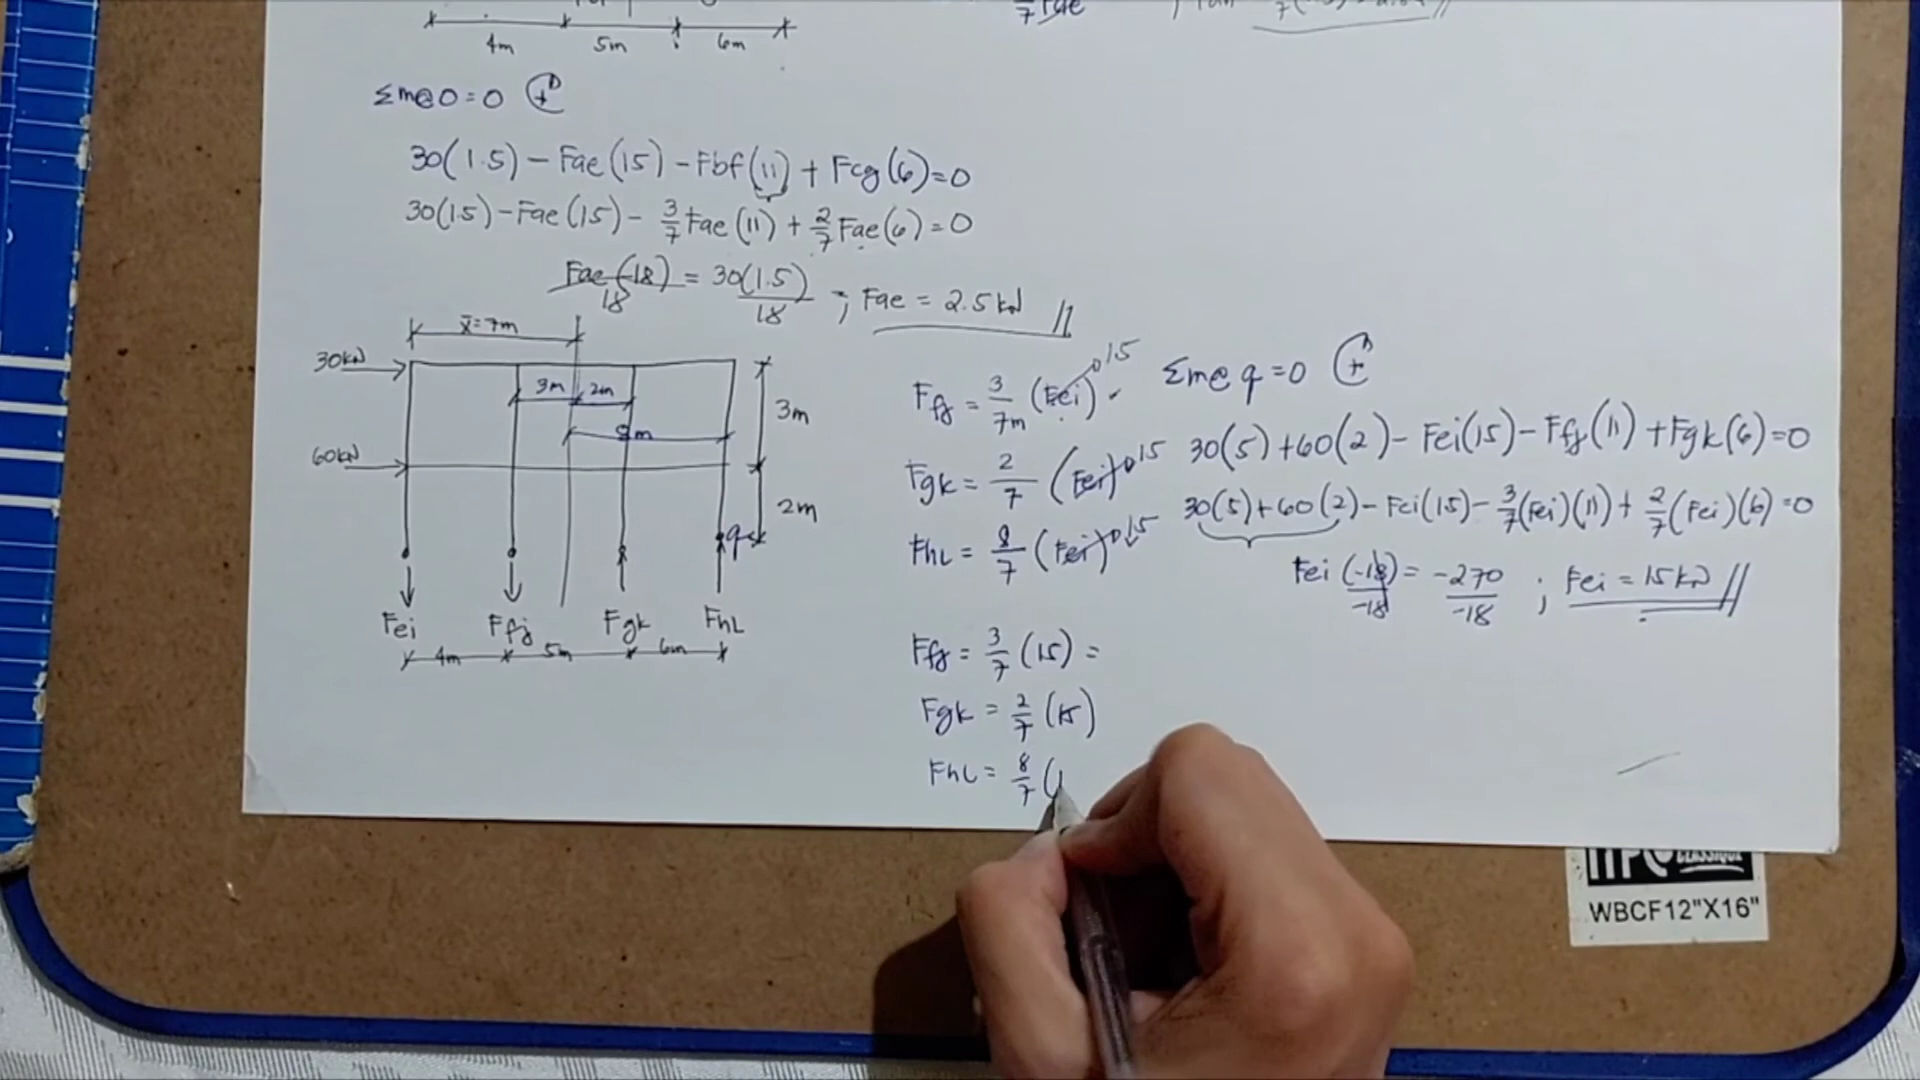 4m 5m 6m
Σm@O=0 +
30(1.5) - Fae(15) - Fbf(11) + Fcg(6)=0
30(1.5) - Fae(15) - 3/7 Fae(11) + 2/7 Fae(6)=0
Fae(18)/18 = 30(1.5)/18 ; Fae = 2.5kN //
x̄=7m
30kN
3m 2m
3m
8m
60kN
2m
q
Fei Ffj Fgk FhL
4m 5m 6m
Ffj = 3/7m (Fei) 15
Fgk = 2/7 (Fei) 15
FhL = 8/7 (Fei) 15
Σm@ q=0 +
30(5)+60(2) - Fei(15) - Ffj(11) + Fgk(6)=0
30(5)+60(2) - Fei(15) - 3/7(Fei)(11) + 2/7(Fei)(6)=0
Fei(-18)/-18 = -270/-18 ; Fei = 15kN //
Ffj = 3/7 (15) =
Fgk = 2/7 (15)
FhL = 8/7 (
CLASSIQUE
WBCF12"X16"